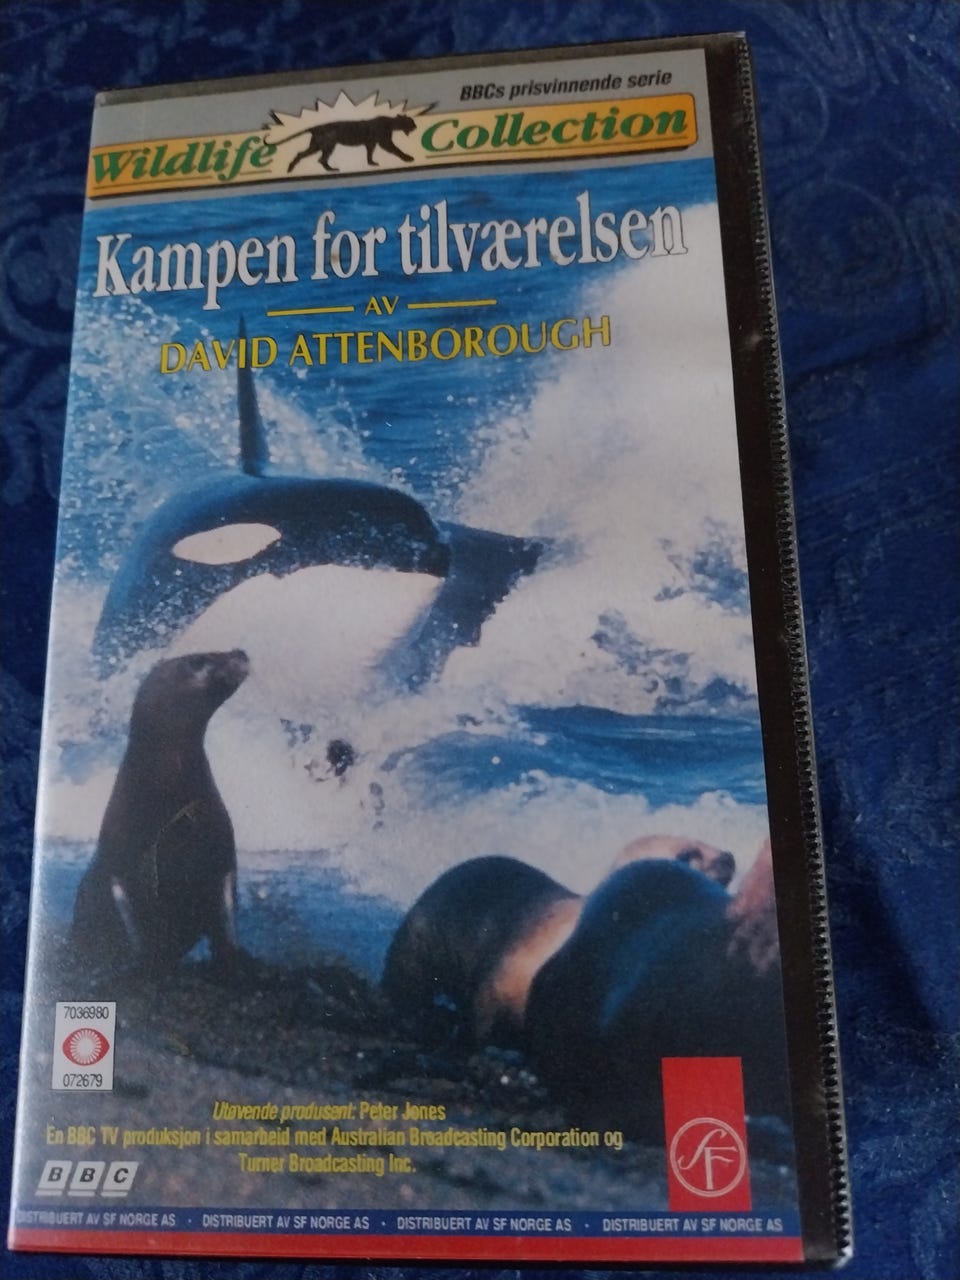 BBCs prisvinnende serie
Wildlife Collection
Kampen for tilværelsen
AV
DAVID ATTENBOROUGH
7036980
072679
Utøvende produsent: Peter Jones
En BBC TV produksjon i samarbeid med Australian Broadcasting Corporation og
Turner Broadcasting Inc.
BBC
SF
DISTRIBUERT AV SF NORGE AS · DISTRIBUERT AV SF NORGE AS · DISTRIBUERT AV SF NORGE AS · DISTRIBUERT AV SF NORGE AS